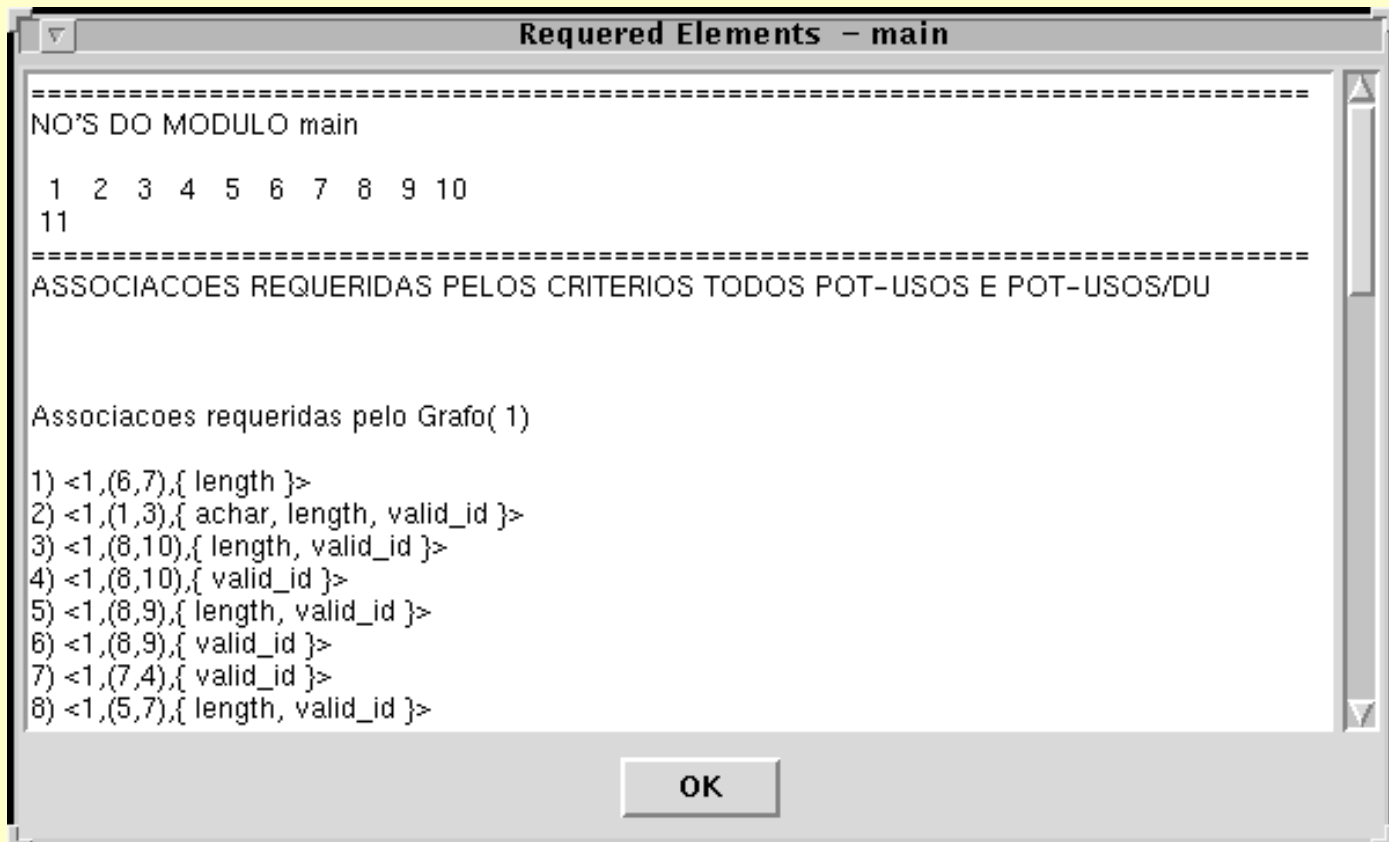 Requered Elements – main
===============================================================================
NO'S DO MODULO main
1 2 3 4 5 6 7 8 9 10
11
===============================================================================
ASSOCIACOES REQUERIDAS PELOS CRITERIOS TODOS POT-USOS E POT-USOS/DU
Associacoes requeridas pelo Grafo( 1)
1) <1,(6,7),{ length }>
2) <1,(1,3),{ achar, length, valid_id }>
3) <1,(8,10),{ length, valid_id }>
4) <1,(8,10),{ valid_id }>
5) <1,(8,9),{ length, valid_id }>
6) <1,(8,9),{ valid_id }>
7) <1,(7,4),{ valid_id }>
8) <1,(5,7),{ length, valid_id }>
OK